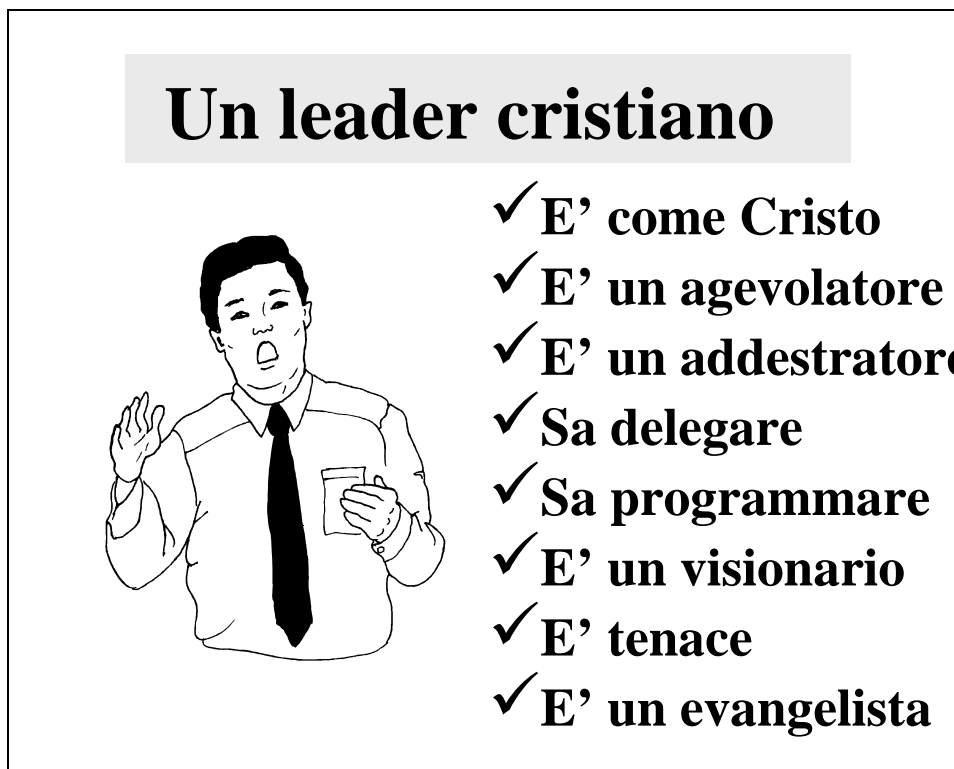 Un leader cristiano
✓E’ come Cristo
✓E’ un agevolatore
✓E’ un addestratore
✓Sa delegare
✓Sa programmare
✓E’ un visionario
✓E’ tenace
✓E’ un evangelista